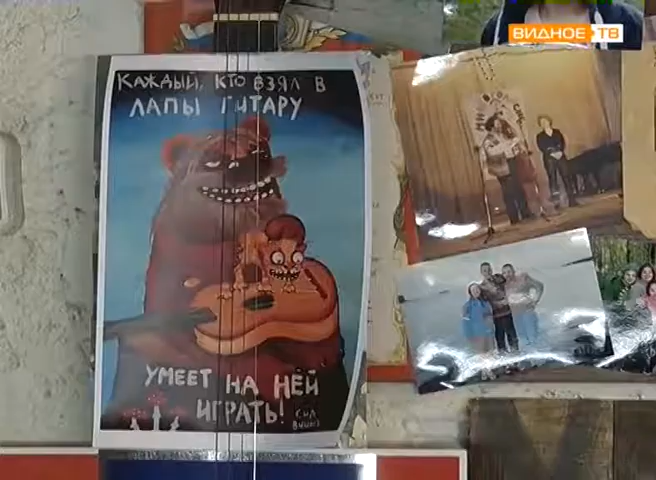 ВИДНОЕ ТВ
КАЖДЫЙ, КТО ВЗЯЛ В
ЛАПЫ ГИТАРУ
УМЕЕТ НА НЕЙ
ИГРАТЬ!